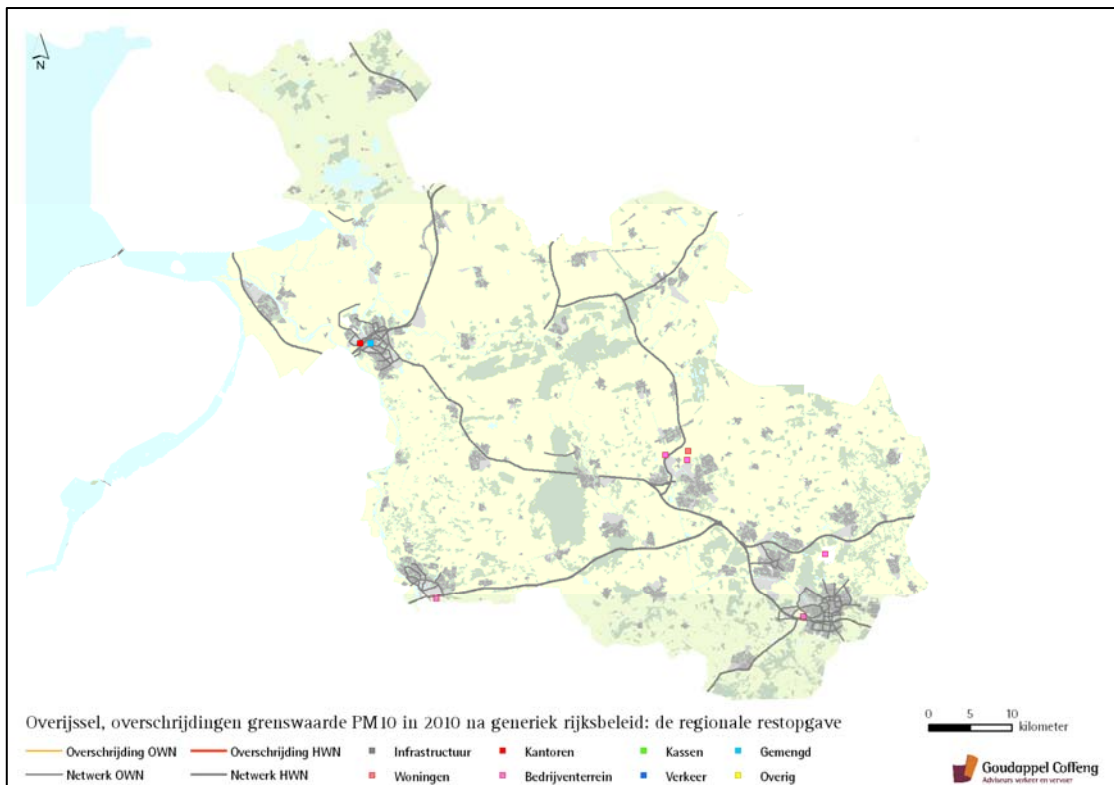 N
Overijssel, overschrijdingen grenswaarde PM10 in 2010 na generiek rijksbeleid: de regionale restopgave
0 5 10
kilometer
Overschrijding OWN Overschrijding HWN Infrastructuur Kantoren Kassen Gemengd
Netwerk OWN Netwerk HWN Woningen Bedrijventerrein Verkeer Overig
Goudappel Coffeng
Adviseurs verkeer en vervoer